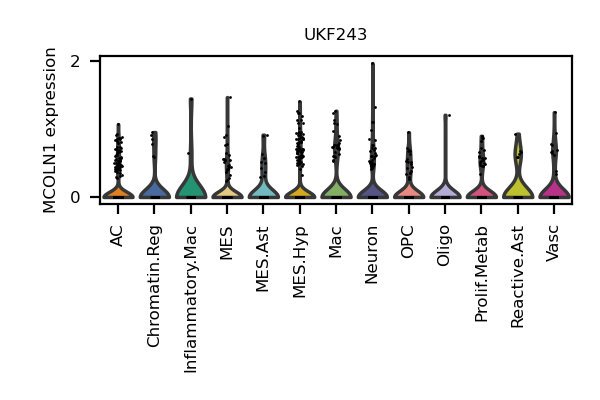 UKF243
MCOLN1 expression
2
0
AC
Chromatin.Reg
Inflammatory.Mac
MES
MES.Ast
MES.Hyp
Mac
Neuron
OPC
Oligo
Prolif.Metab
Reactive.Ast
Vasc